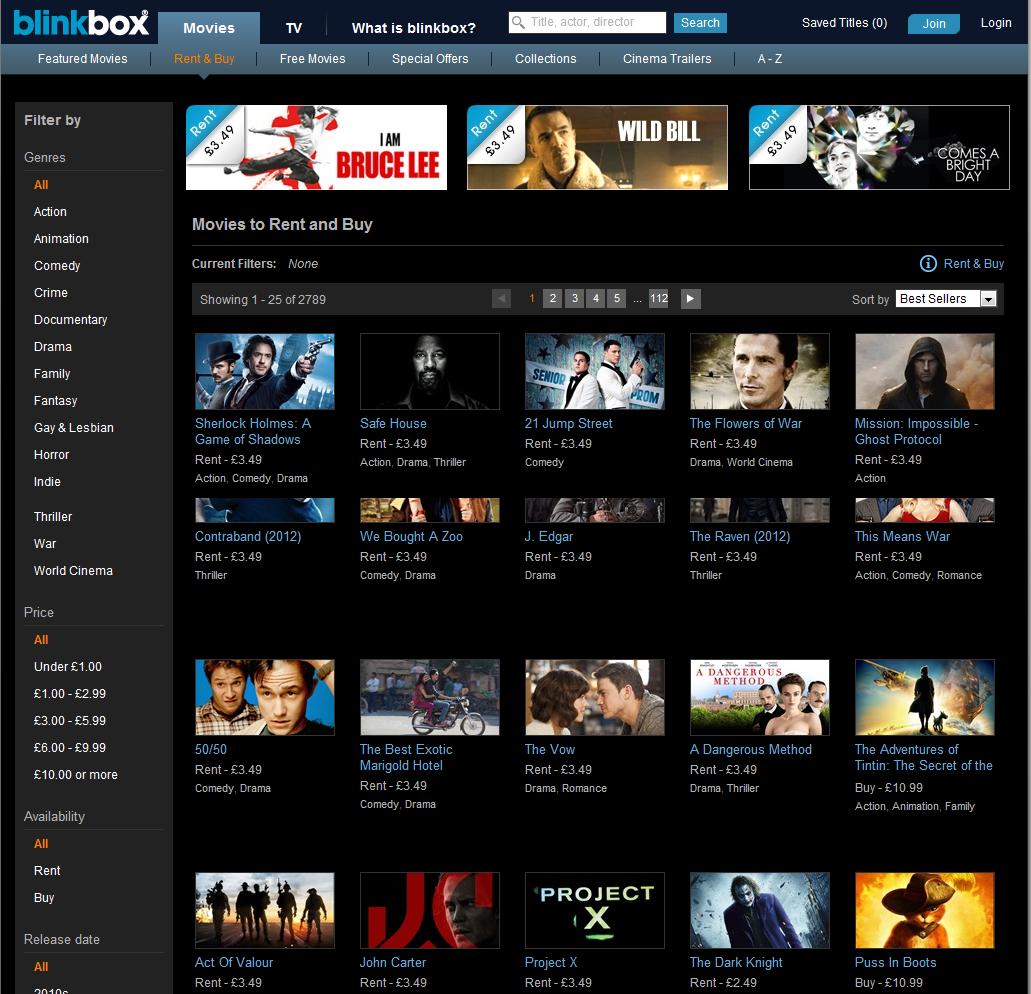 blinkbox®
Movies
TV
What is blinkbox?
Title, actor, director
Search
Saved Titles (0)
Join
Login
Featured Movies
Rent & Buy
Free Movies
Special Offers
Collections
Cinema Trailers
A - Z
Filter by
Genres
All
Action
Animation
Comedy
Crime
Documentary
Drama
Family
Fantasy
Gay & Lesbian
Horror
Indie
Thriller
War
World Cinema
Price
All
Under £1.00
£1.00 - £2.99
£3.00 - £5.99
£6.00 - £9.99
£10.00 or more
Availability
All
Rent
Buy
Release date
All
2010s
Rent
£3.49
I AM
BRUCE LEE
Rent
£3.49
WILD BILL
Rent
£3.49
COMES A
BRIGHT
DAY
Movies to Rent and Buy
Current Filters: None
Rent & Buy
Showing 1 - 25 of 2789
1 2 3 4 5 ... 112
Sort by Best Sellers
Sherlock Holmes: A
Game of Shadows
Rent - £3.49
Action, Comedy, Drama
Safe House
Rent - £3.49
Action, Drama, Thriller
SENIOR
PROM
21 Jump Street
Rent - £3.49
Comedy
The Flowers of War
Rent - £3.49
Drama, World Cinema
Mission: Impossible -
Ghost Protocol
Rent - £3.49
Action
Contraband (2012)
Rent - £3.49
Thriller
We Bought A Zoo
Rent - £3.49
Comedy, Drama
J. Edgar
Rent - £3.49
Drama
The Raven (2012)
Rent - £3.49
Thriller
This Means War
Rent - £3.49
Action, Comedy, Romance
50/50
Rent - £3.49
Comedy, Drama
The Best Exotic
Marigold Hotel
Rent - £3.49
Comedy, Drama
The Vow
Rent - £3.49
Drama, Romance
A DANGEROUS
METHOD
A Dangerous Method
Rent - £3.49
Drama, Thriller
The Adventures of
Tintin: The Secret of the
Buy - £10.99
Action, Animation, Family
Act Of Valour
Rent - £3.49
JC
John Carter
Rent - £3.49
PROJECT
X
Project X
Rent - £3.49
The Dark Knight
Rent - £2.49
Puss In Boots
Buy - £10.99